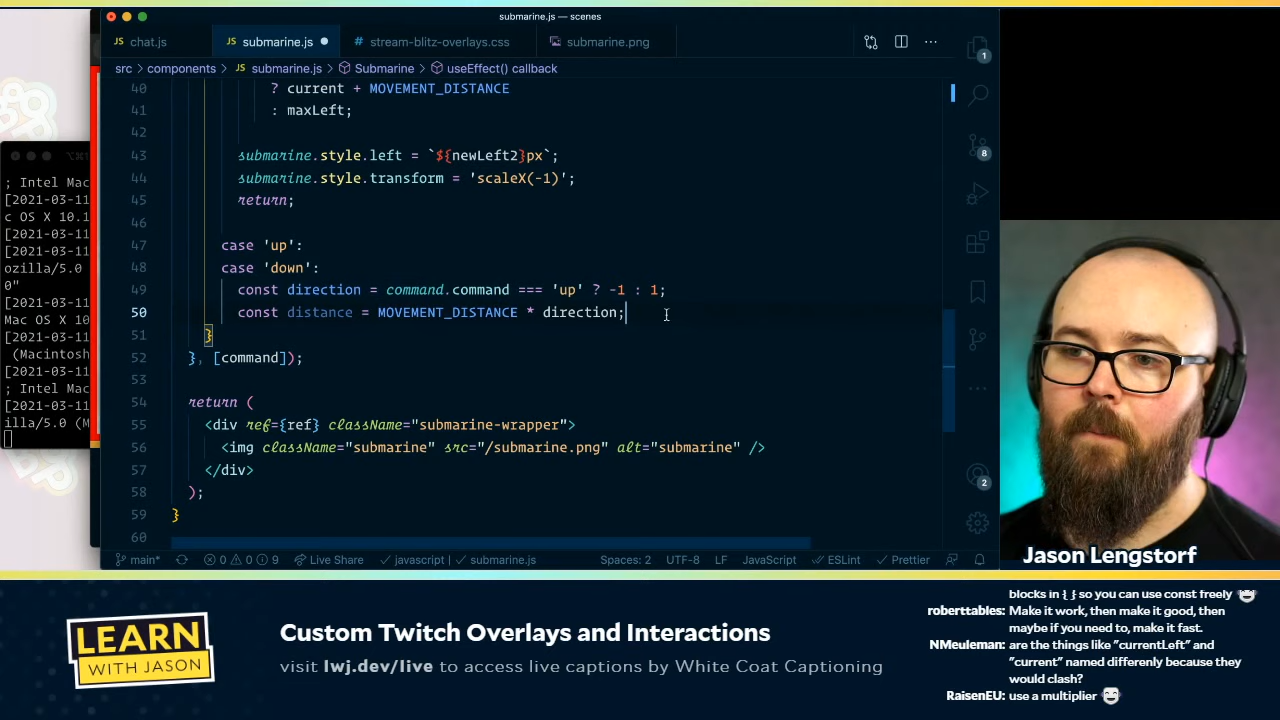 submarine.js — scenes
JS chat.js
JS submarine.js
# stream-blitz-overlays.css
submarine.png
src > components > JS submarine.js > Submarine > useEffect() callback
40 ? current + MOVEMENT_DISTANCE
41 : maxLeft;
42
43 submarine.style.left = `${newLeft2}px`;
44 submarine.style.transform = 'scaleX(-1)';
45 return;
46
47 case 'up':
48 case 'down':
49 const direction = command.command === 'up' ? -1 : 1;
50 const distance = MOVEMENT_DISTANCE * direction;
51 }
52 }, [command]);
53
54 return (
55 <div ref={ref} className="submarine-wrapper">
56 <img className="submarine" src="/submarine.png" alt="submarine" />
57 </div>
58 );
59 }
60
main* 0 0 9 Live Share javascript | submarine.js Spaces: 2 UTF-8 LF JavaScript ESLint Prettier
; Intel Mac
[2021-03-11
c OS X 10.1
[2021-03-11
[2021-03-11
ozilla/5.0
0"
[2021-03-11
Mac OS X 10
[2021-03-11
(Macintosh
[2021-03-11
; Intel Mac
[2021-03-11
illa/5.0 (M
1
8
2
Jason Lengstorf
LEARN
WITH JASON
Custom Twitch Overlays and Interactions
visit lwj.dev/live to access live captions by White Coat Captioning
blocks in { } so you can use const freely
roberttables: Make it work, then make it good, then
maybe if you need to, make it fast.
NMeuleman: are the things like "currentLeft" and
"current" named differenly because they
would clash?
RaisenEU: use a multiplier